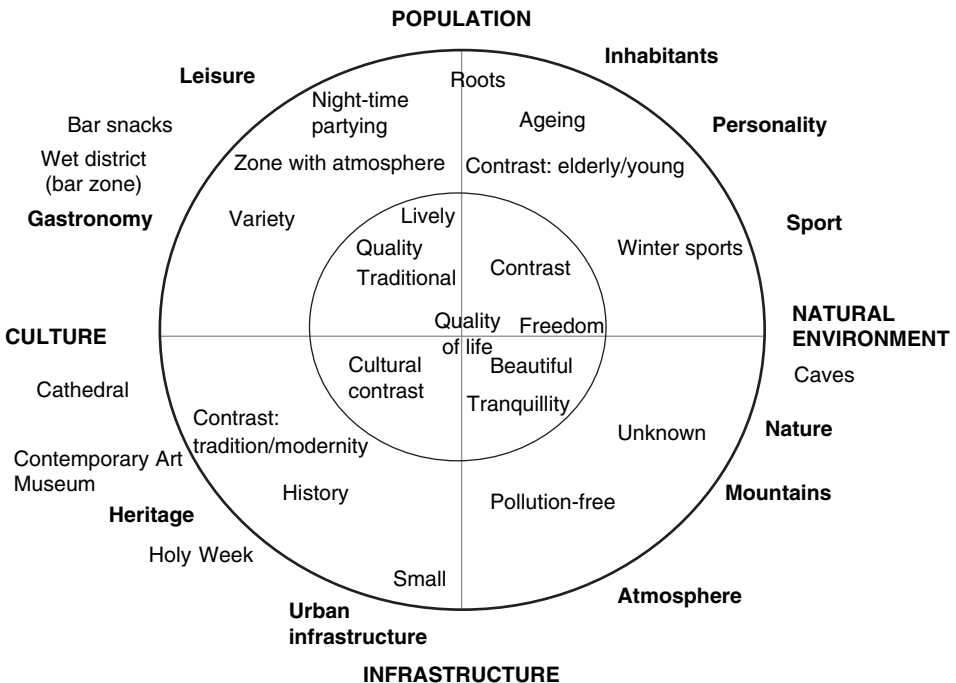 POPULATION
Leisure
Inhabitants
Roots
Night-time
partying
Bar snacks
Ageing
Personality
Wet district
(bar zone)
Zone with atmosphere
Contrast: elderly/young
Gastronomy
Variety
Lively
Sport
Quality
Winter sports
Traditional
Contrast
CULTURE
Quality
of life
Freedom
NATURAL
ENVIRONMENT
Cathedral
Cultural
contrast
Beautiful
Caves
Tranquillity
Contrast:
tradition/modernity
Unknown
Nature
Contemporary Art
Museum
History
Pollution-free
Mountains
Heritage
Holy Week
Small
Atmosphere
Urban
infrastructure
INFRASTRUCTURE